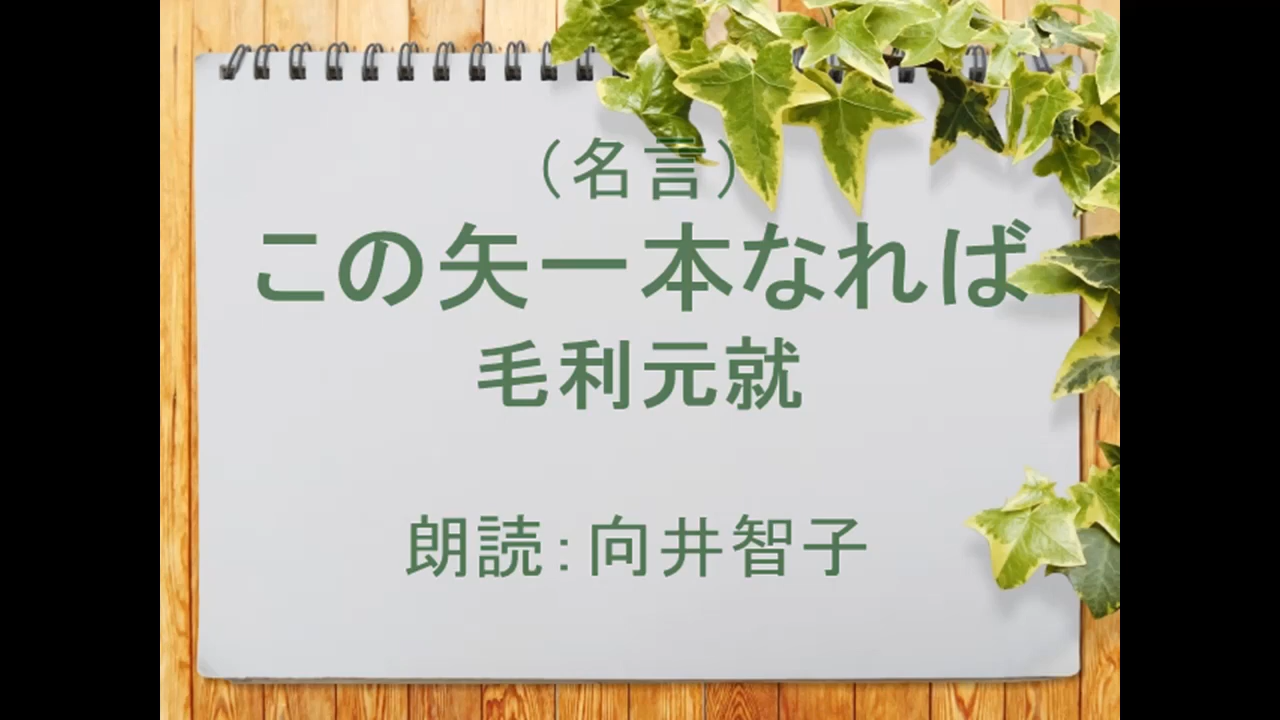 （名言）
この矢一本なれば
毛利元就
朗読：向井智子